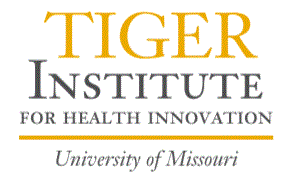 TIGER
INSTITUTE
FOR HEALTH INNOVATION
University of Missouri